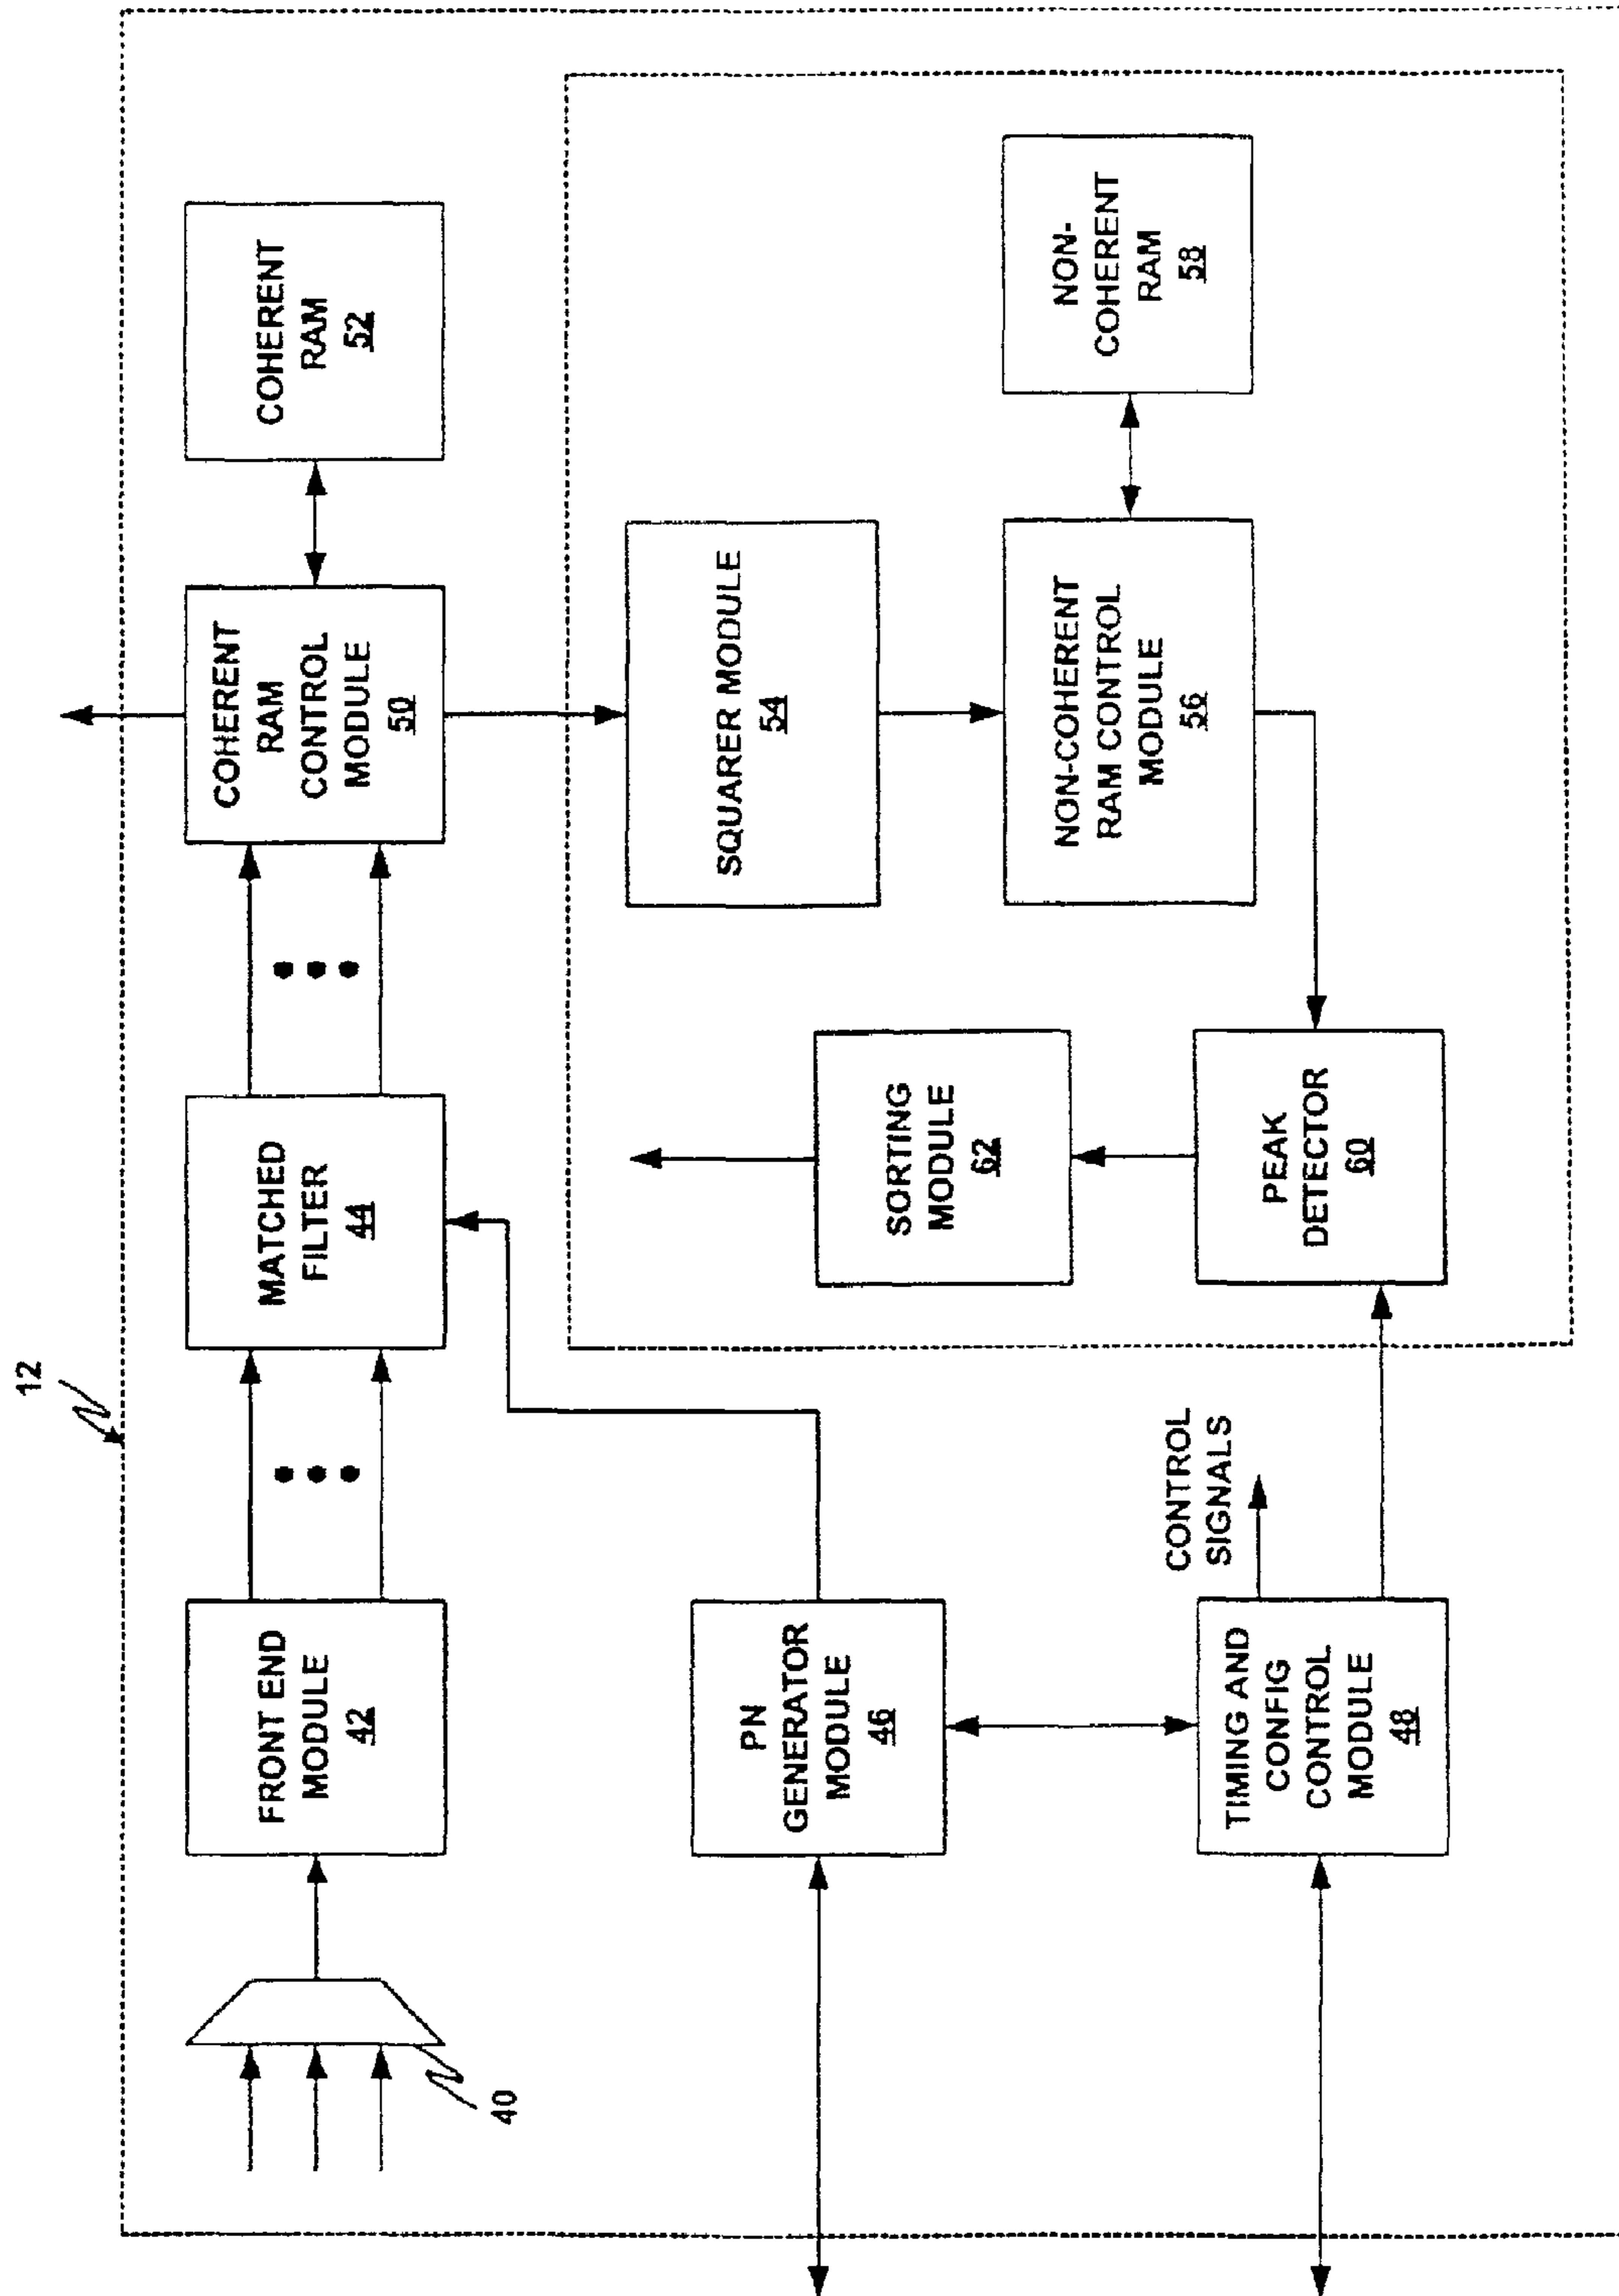 12
40
FRONT END
MODULE
42
MATCHED
FILTER
44
COHERENT
RAM
CONTROL
MODULE
50
COHERENT
RAM
52
PN
GENERATOR
MODULE
46
TIMING AND
CONFIG
CONTROL
MODULE
48
CONTROL
SIGNALS
SQUARER MODULE
54
NON-COHERENT
RAM CONTROL
MODULE
56
NON-
COHERENT
RAM
58
SORTING
MODULE
62
PEAK
DETECTOR
60